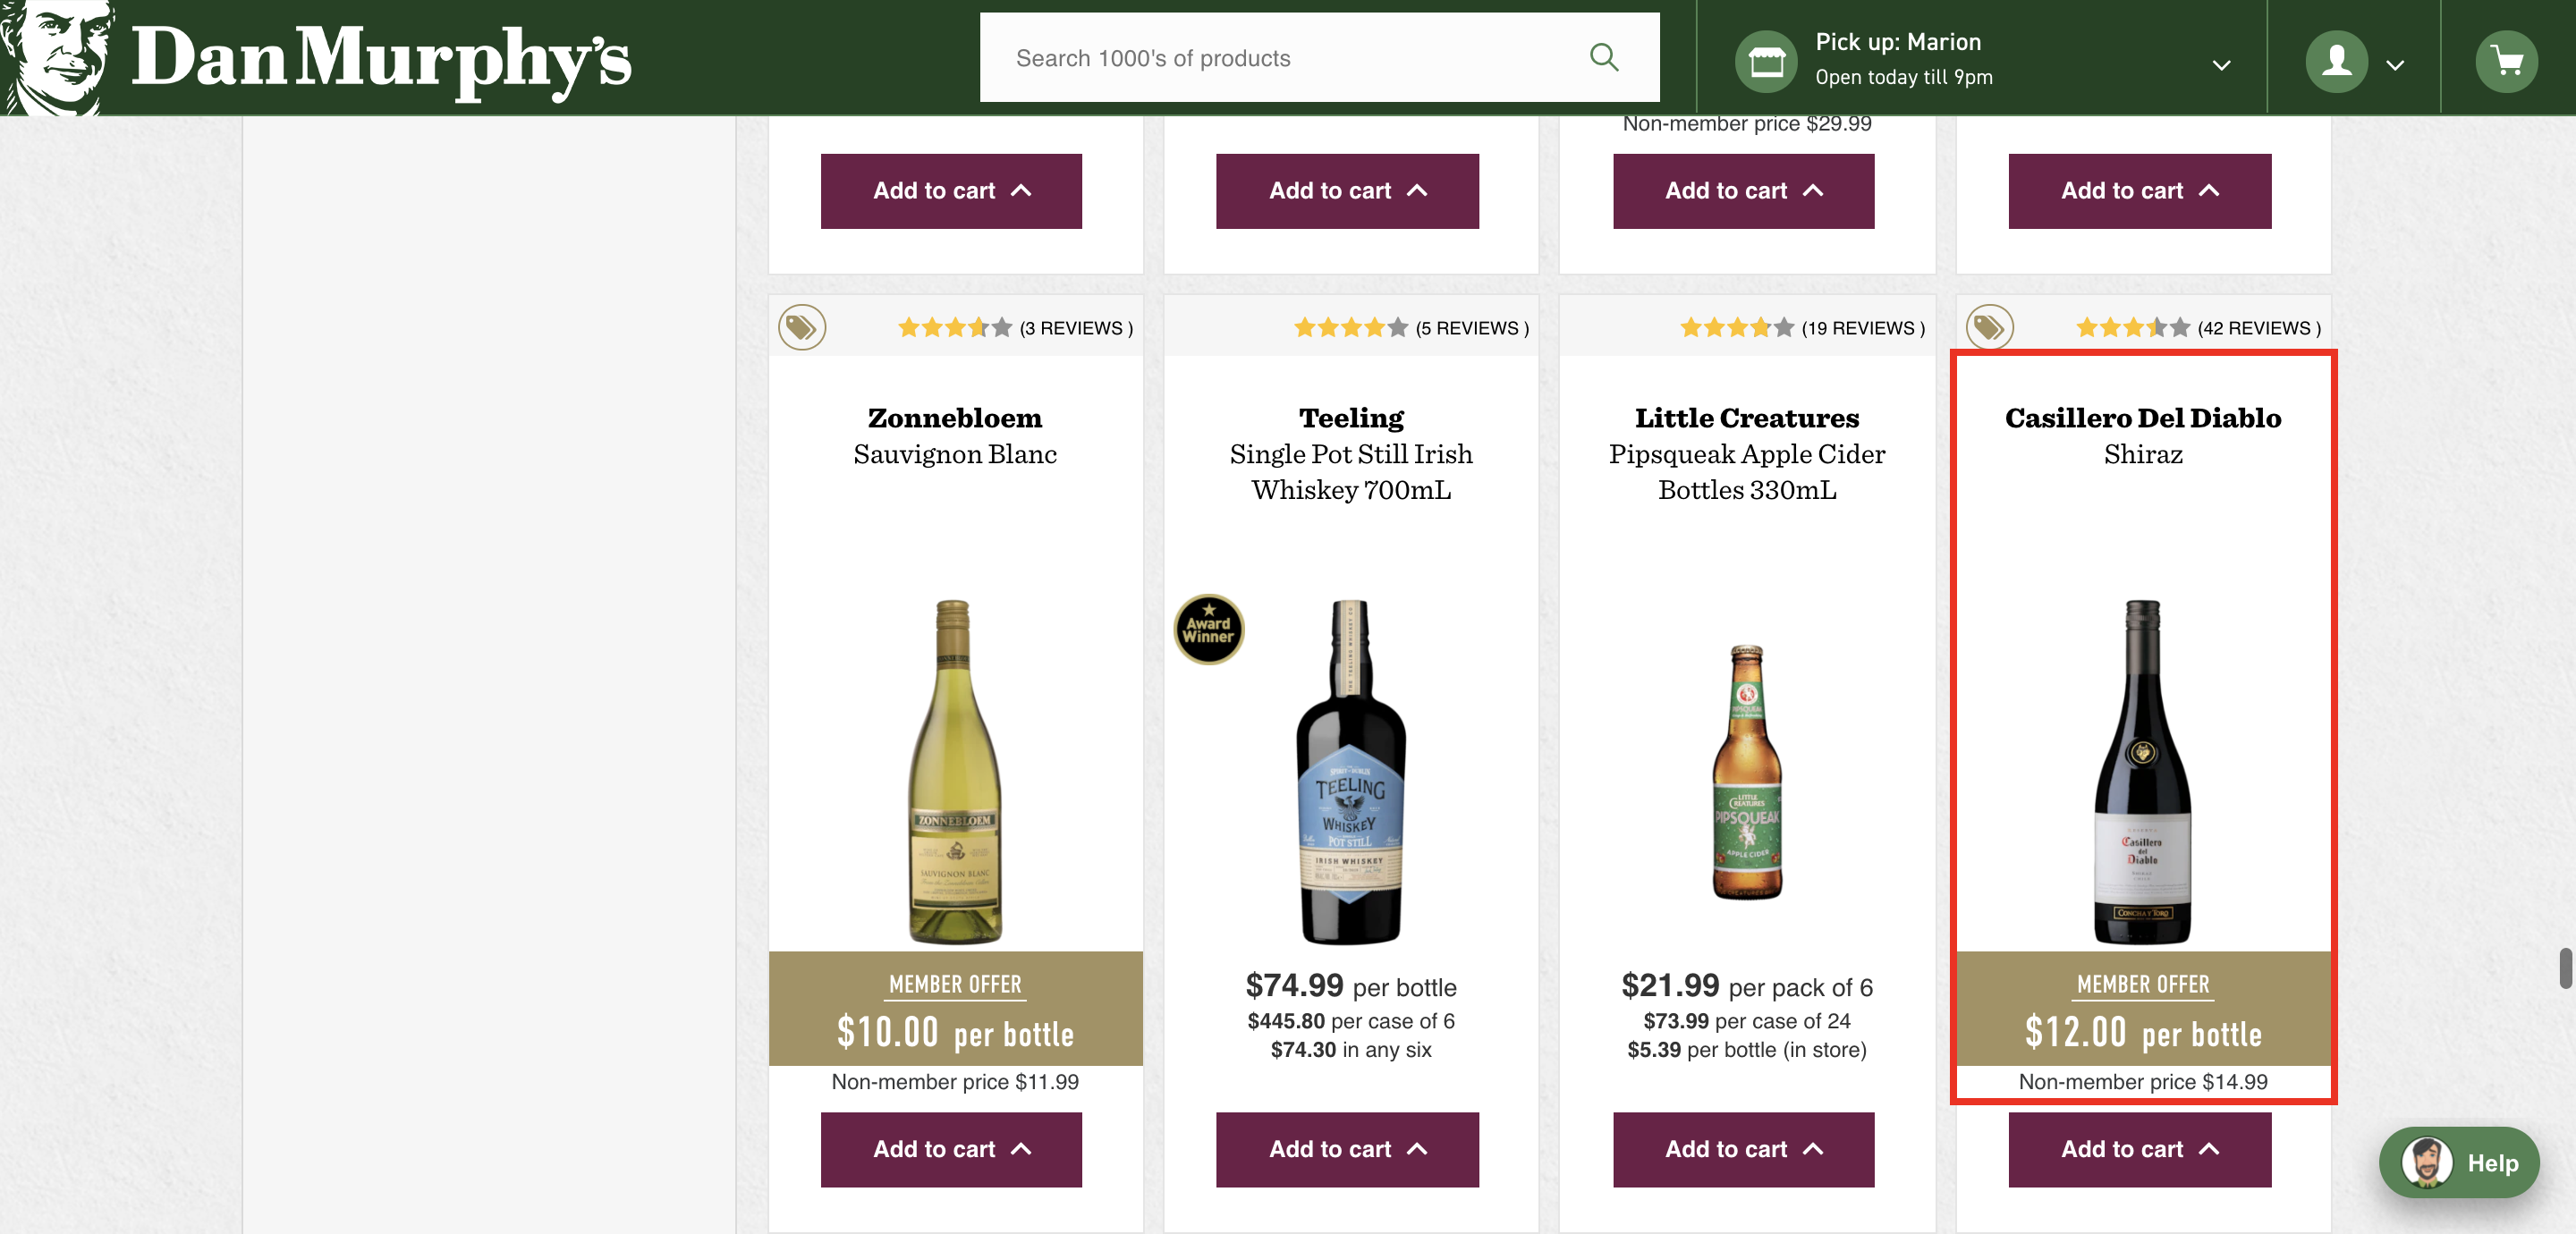 Dan Murphy's
Search 1000's of products
Pick up: Marion
Open today till 9pm
Non-member price $29.99
Add to cart
Add to cart
Add to cart
Add to cart
(3 REVIEWS )
(5 REVIEWS )
(19 REVIEWS )
(42 REVIEWS )
Zonnebloem
Sauvignon Blanc
Teeling
Single Pot Still Irish
Whiskey 700mL
Little Creatures
Pipsqueak Apple Cider
Bottles 330mL
Casillero Del Diablo
Shiraz
Award
Winner
ZONNEBLOEM
SAUVIGNON BLANC
TEELING
WHISKEY
POT STILL
IRISH WHISKEY
LITTLE
CREATURES
PIPSQUEAK
APPLE CIDER
Casillero
del
Diablo
CONCHA Y TORO
MEMBER OFFER
$10.00 per bottle
Non-member price $11.99
$74.99 per bottle
$445.80 per case of 6
$74.30 in any six
$21.99 per pack of 6
$73.99 per case of 24
$5.39 per bottle (in store)
MEMBER OFFER
$12.00 per bottle
Non-member price $14.99
Add to cart
Add to cart
Add to cart
Add to cart
Help